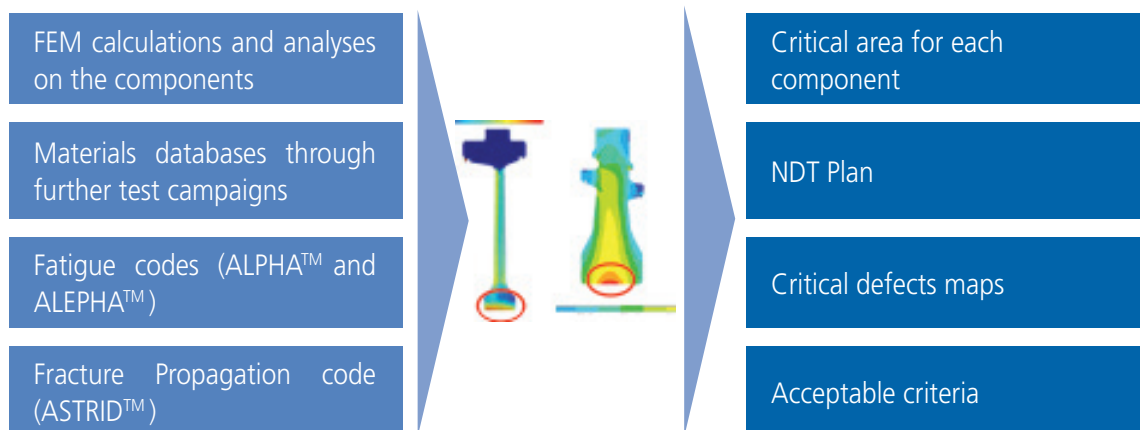 FEM calculations and analyses
on the components
Materials databases through
further test campaigns
Fatigue codes (ALPHA™ and
ALEPHA™)
Fracture Propagation code
(ASTRID™)
Critical area for each
component
NDT Plan
Critical defects maps
Acceptable criteria